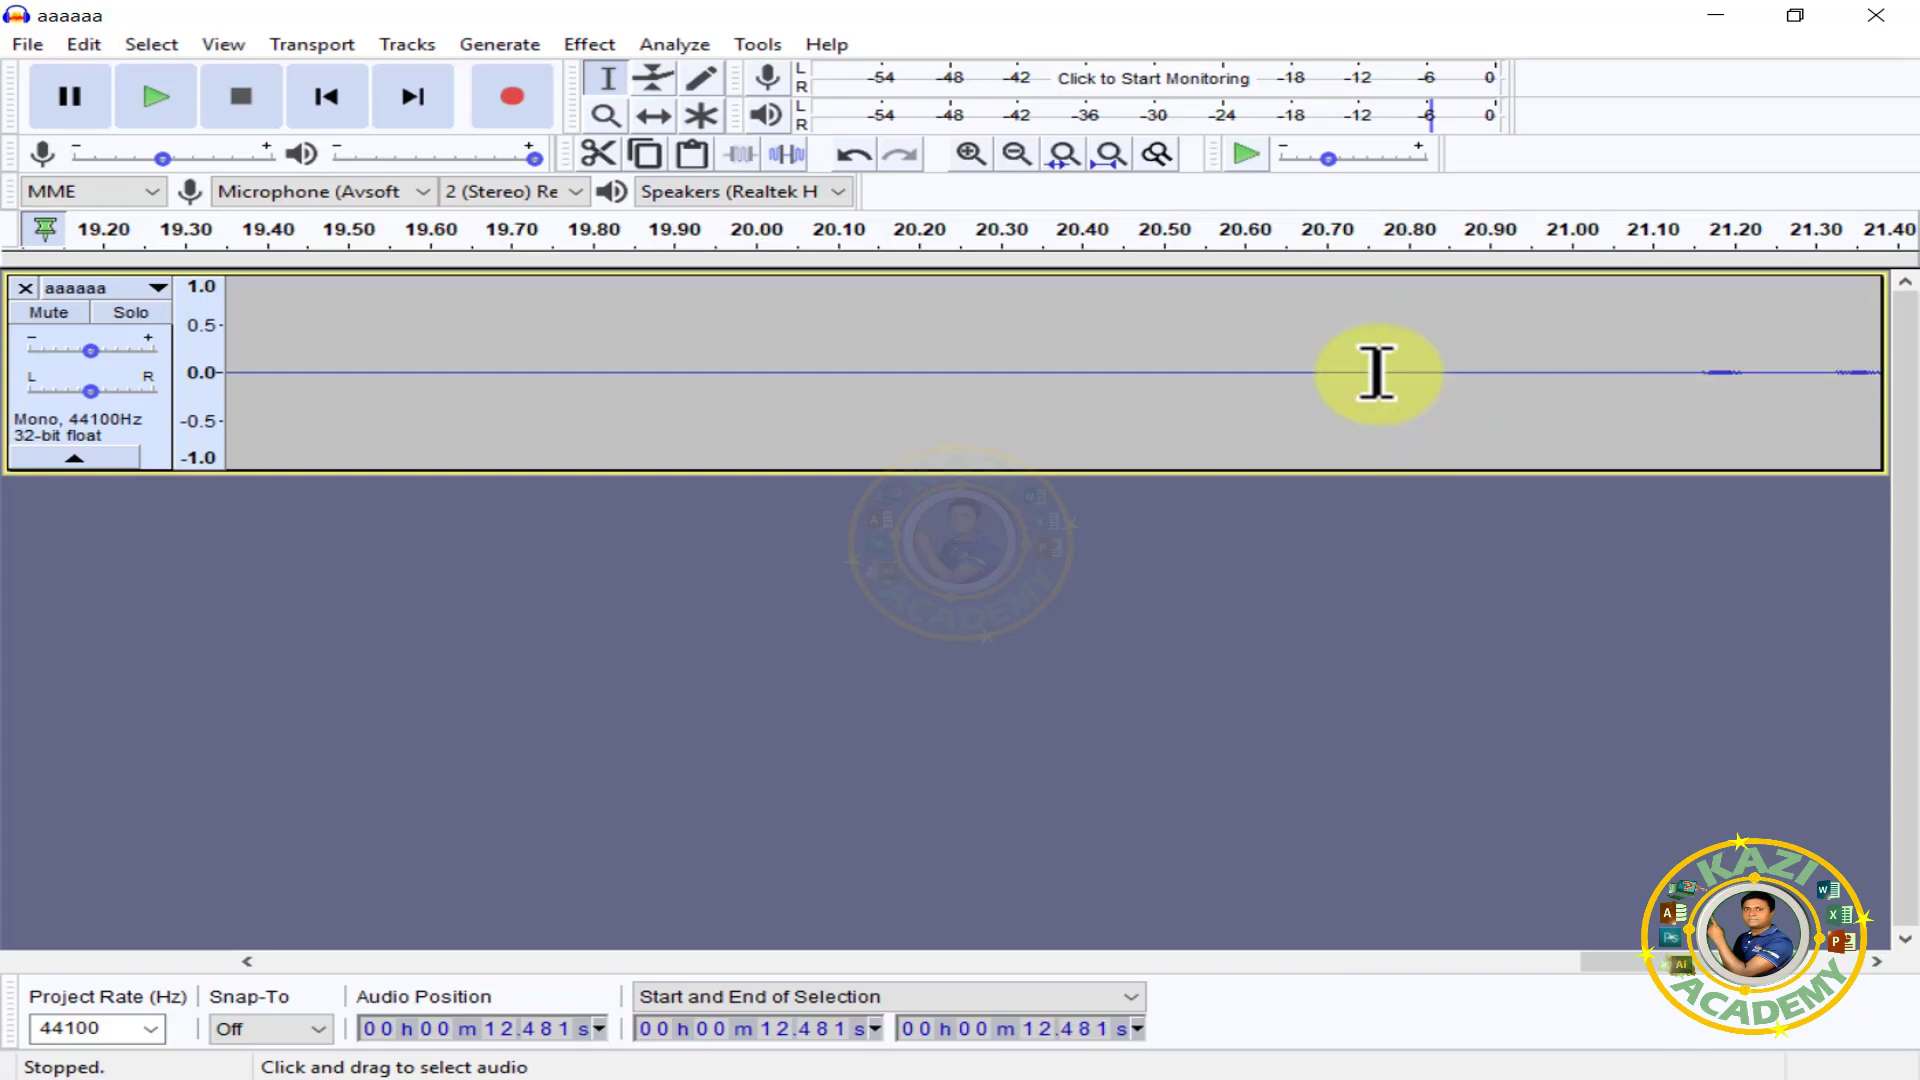 aaaaaa
File Edit Select View Transport Tracks Generate Effect Analyze Tools Help
L R -54 -48 -42 Click to Start Monitoring -18 -12 -6 0
L R -54 -48 -42 -36 -30 -24 -18 -12 -6 0
- + - + - +
MME Microphone (Avsoft 2 (Stereo) Re Speakers (Realtek H
19.20 19.30 19.40 19.50 19.60 19.70 19.80 19.90 20.00 20.10 20.20 20.30 20.40 20.50 20.60 20.70 20.80 20.90 21.00 21.10 21.20 21.30 21.40
aaaaaa 1.0
Mute Solo
0.5
- +
0.0
L R
Mono, 44100Hz
-0.5
32-bit float
-1.0
ACADEMY
KAZI
A W X Ps P Ai
ACADEMY
Project Rate (Hz) Snap-To Audio Position Start and End of Selection
44100 Off 00 h 00 m 12.481 s 00 h 00 m 12.481 s 00 h 00 m 12.481 s
Stopped. Click and drag to select audio